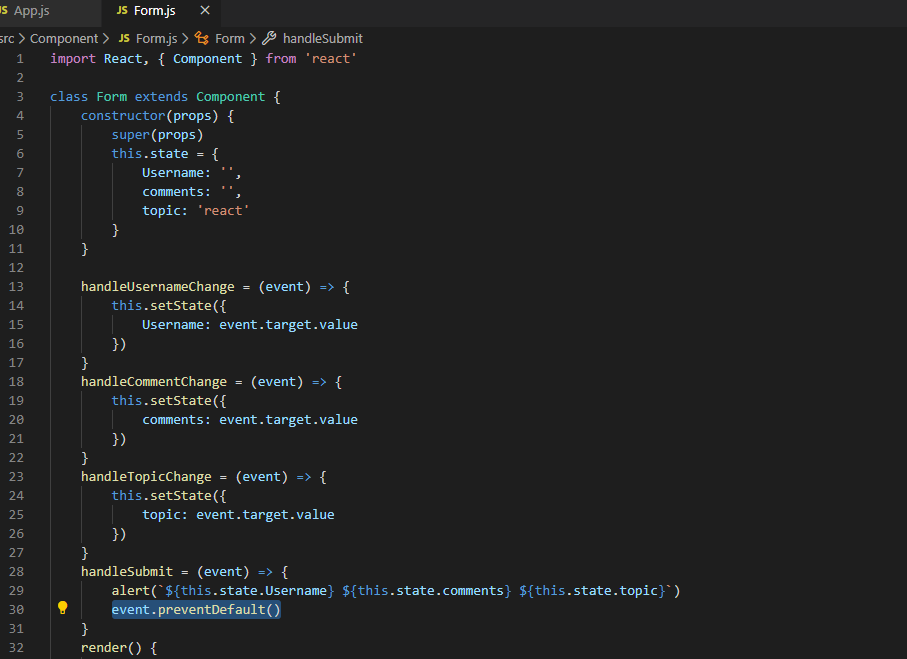 JS App.js JS Form.js ×
src > Component > JS Form.js > Form > handleSubmit
1 import React, { Component } from 'react'
2
3 class Form extends Component {
4 constructor(props) {
5 super(props)
6 this.state = {
7 Username: '',
8 comments: '',
9 topic: 'react'
10 }
11 }
12
13 handleUsernameChange = (event) => {
14 this.setState({
15 Username: event.target.value
16 })
17 }
18 handleCommentChange = (event) => {
19 this.setState({
20 comments: event.target.value
21 })
22 }
23 handleTopicChange = (event) => {
24 this.setState({
25 topic: event.target.value
26 })
27 }
28 handleSubmit = (event) => {
29 alert(`${this.state.Username} ${this.state.comments} ${this.state.topic}`)
30 event.preventDefault()
31 }
32 render() {